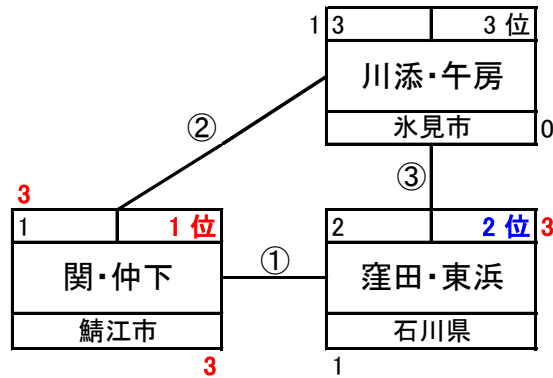 1 3 3 位
川添・午房
氷見市 0
②
③
3
1 1 位
関・仲下
鯖江市
3
①
2 2 位 3
窪田・東浜
石川県
1